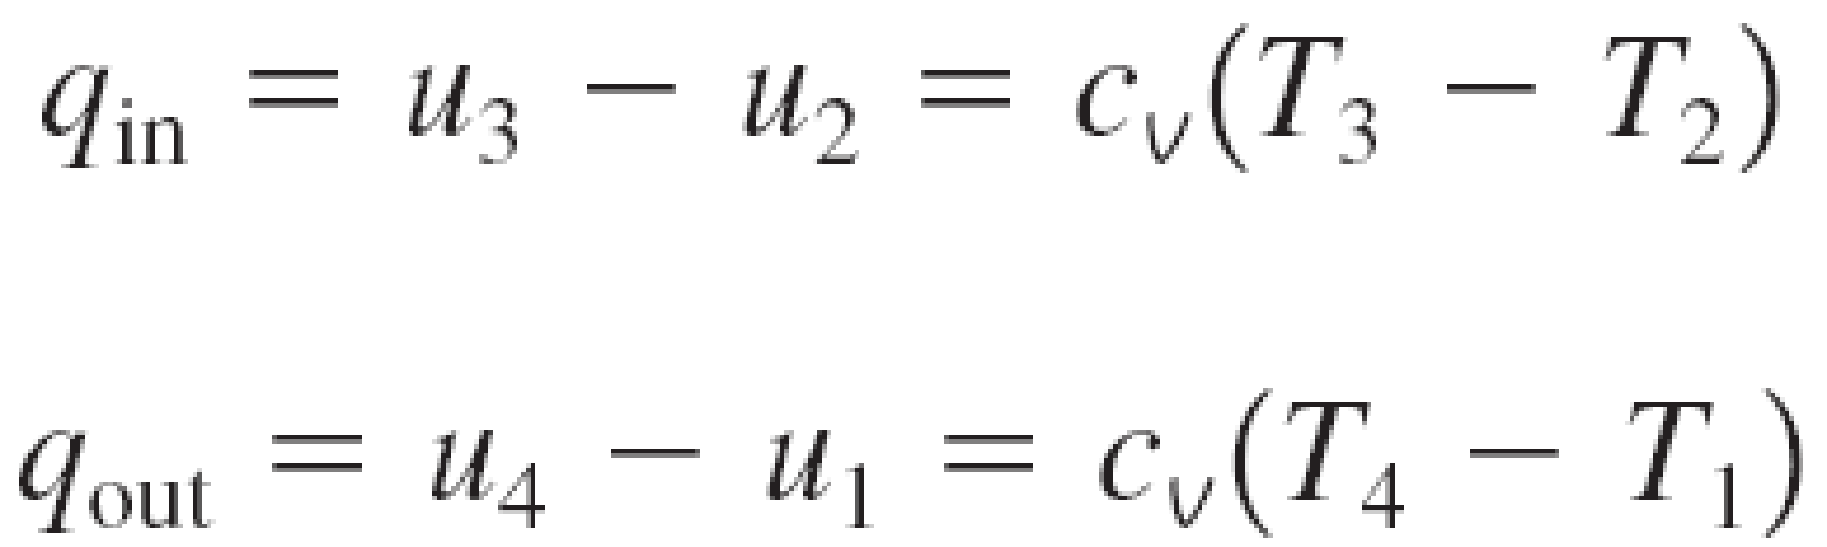 q_in = u_3 − u_2 = c_v(T_3 − T_2)
q_out = u_4 − u_1 = c_v(T_4 − T_1)